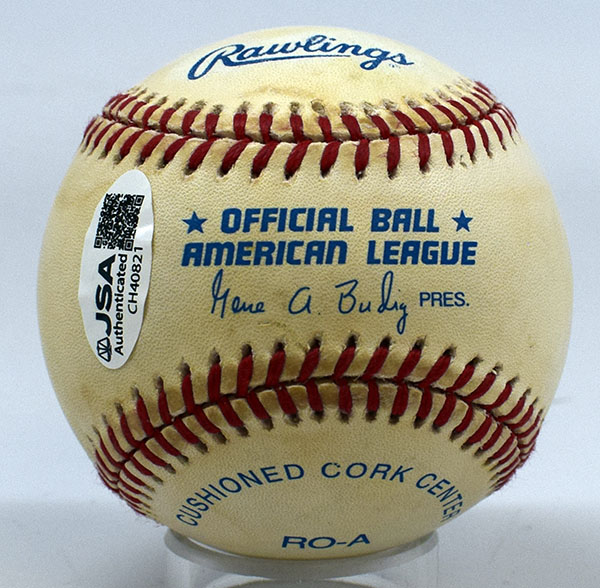 Rawlings
★ OFFICIAL BALL ★
AMERICAN LEAGUE
Gene A. Budig PRES.
JSA
Authenticated
CH40821
CUSHIONED CORK CENTER
RO-A